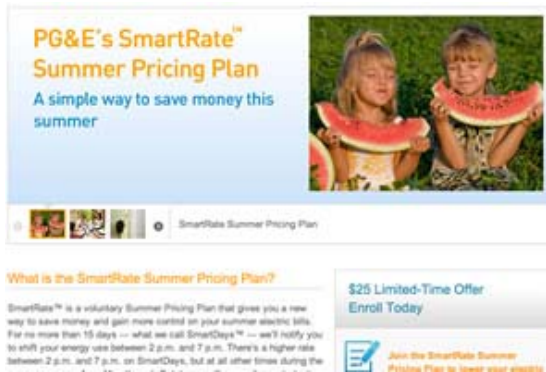 PG&E's SmartRate™
Summer Pricing Plan
A simple way to save money this
summer
SmartRate Summer Pricing Plan
What is the SmartRate Summer Pricing Plan?
SmartRate™ is a voluntary Summer Pricing Plan that gives you a new
way to save money and gain more control on your summer electric bills.
For no more than 15 days -- what we call SmartDays™ -- we'll notify you
to shift your energy use between 2 p.m. and 7 p.m. There's a higher rate
between 2 p.m. and 7 p.m. on SmartDays, but at all other times during the
$25 Limited-Time Offer
Enroll Today
Join the SmartRate Summer
Pricing Plan to lower your electric